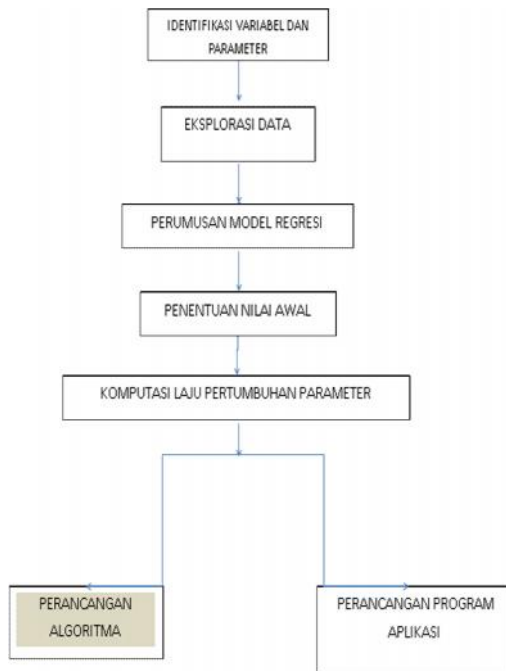 IDENTIFIKASI VARIABEL DAN
PARAMETER
EKSPLORASI DATA
PERUMUSAN MODEL REGRESI
PENENTUAN NILAI AWAL
KOMPUTASI LAJU PERTUMBUHAN PARAMETER
PERANCANGAN
ALGORITMA
PERANCANGAN PROGRAM
APLIKASI